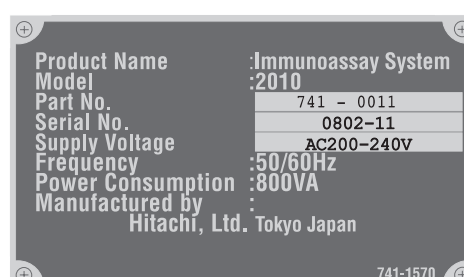 Product Name :Immunoassay System
Model :2010
Part No. 741 - 0011
Serial No. 0802-11
Supply Voltage AC200-240V
Frequency :50/60Hz
Power Consumption :800VA
Manufactured by :
Hitachi, Ltd. Tokyo Japan
741-1570